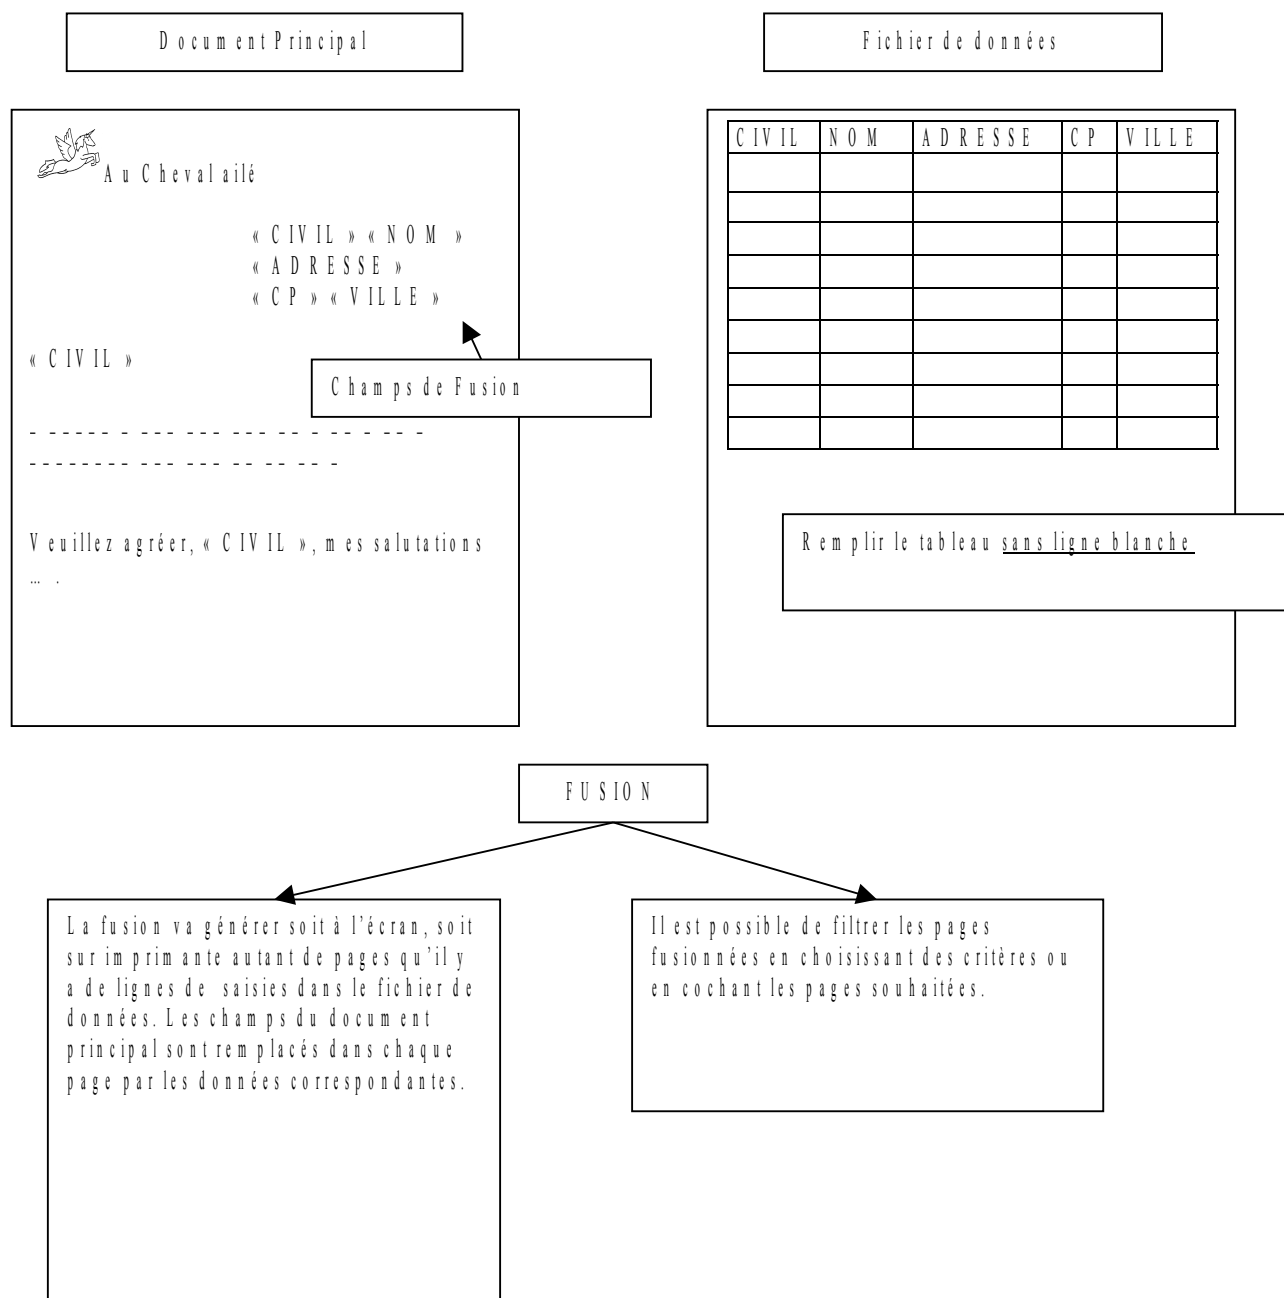 Document Principal
Fichier de données
Au Cheval ailé
« CIVIL » « NOM »
« ADRESSE »
« CP » « VILLE »
« CIVIL »
Champs de Fusion
Veuillez agréer, « CIVIL », mes salutations
... .
CIVIL NOM ADRESSE CP VILLE
Remplir le tableau sans ligne blanche
FUSION
La fusion va générer soit à l’écran, soit
sur imprimante autant de pages qu’il y
a de lignes de saisies dans le fichier de
données. Les champs du document
principal sont remplacés dans chaque
page par les données correspondantes.
Il est possible de filtrer les pages
fusionnées en choisissant des critères ou
en cochant les pages souhaitées.